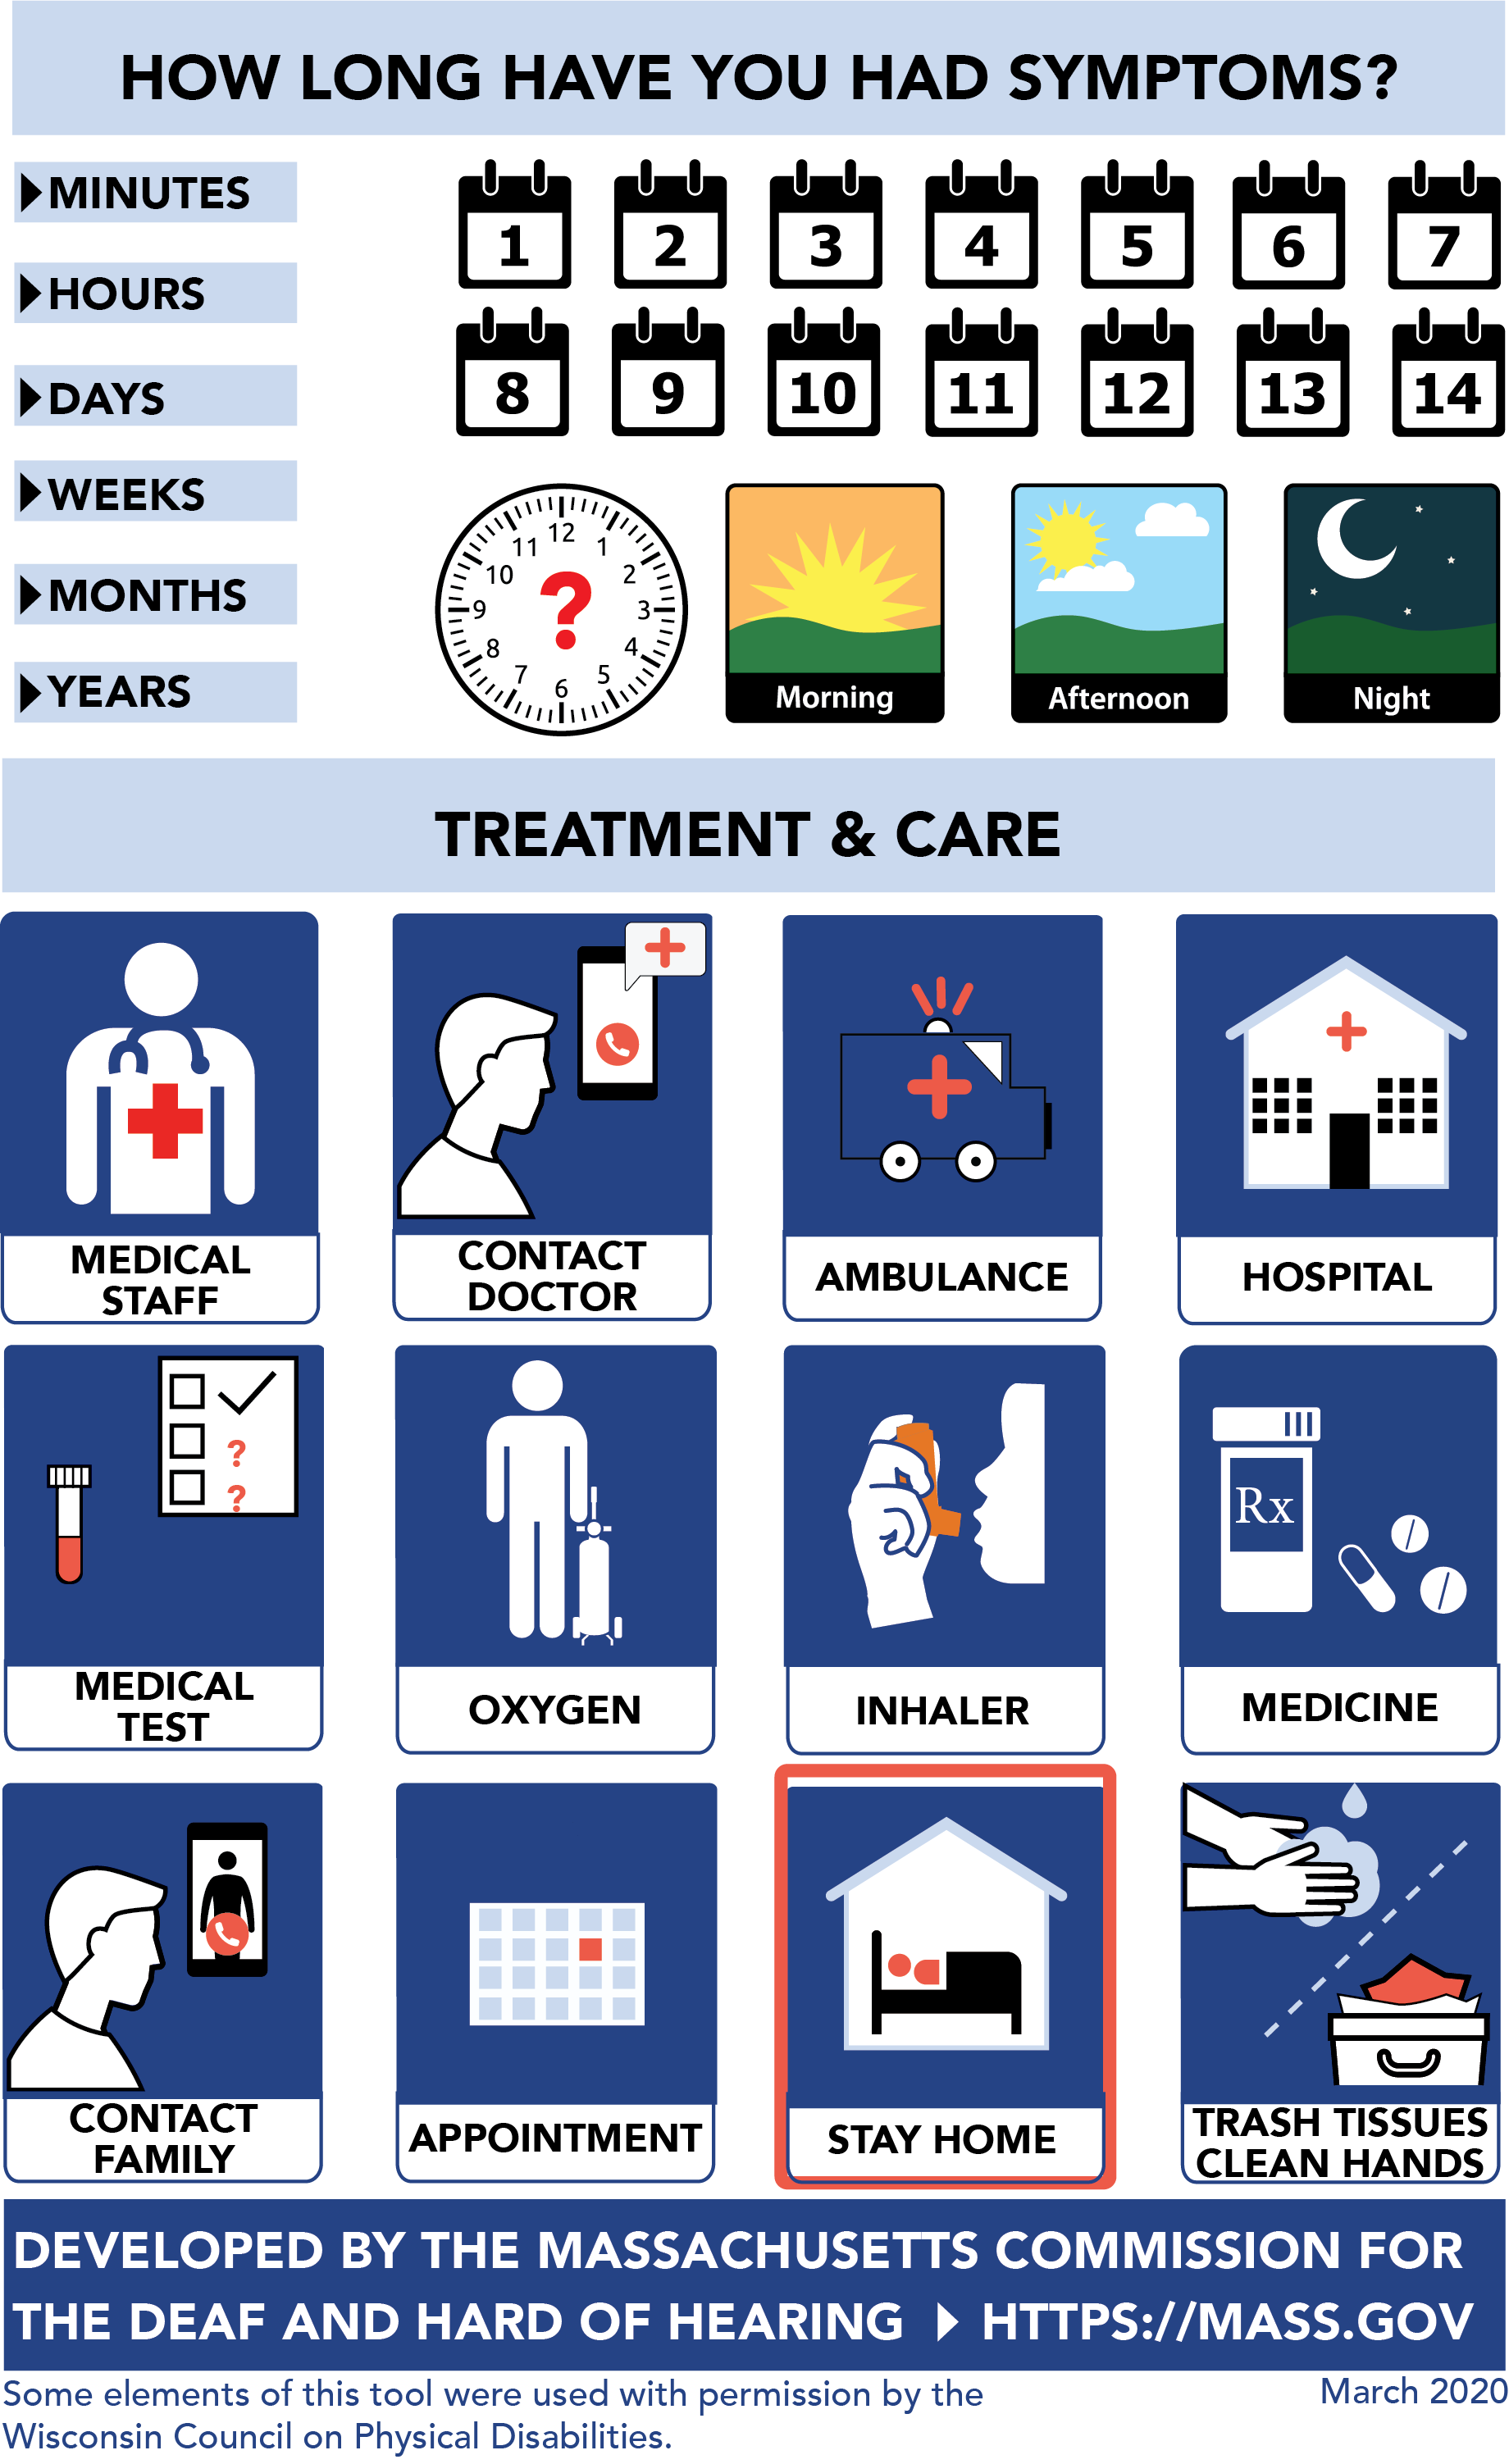 HOW LONG HAVE YOU HAD SYMPTOMS?
MINUTES
HOURS
DAYS
WEEKS
MONTHS
YEARS
1 2 3 4 5 6 7
8 9 10 11 12 13 14
12
11 1
10 2
9 ? 3
8 4
7 5
6
Morning
Afternoon
Night
TREATMENT & CARE
MEDICAL
STAFF
CONTACT
DOCTOR
AMBULANCE
HOSPITAL
?
?
MEDICAL
TEST
OXYGEN
INHALER
Rx
MEDICINE
CONTACT
FAMILY
APPOINTMENT
STAY HOME
TRASH TISSUES
CLEAN HANDS
DEVELOPED BY THE MASSACHUSETTS COMMISSION FOR
THE DEAF AND HARD OF HEARING HTTPS://MASS.GOV
Some elements of this tool were used with permission by the
Wisconsin Council on Physical Disabilities.
March 2020